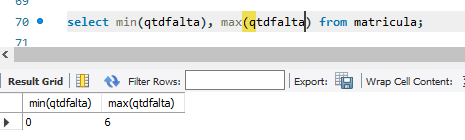 69
70 select min(qtdfalta), max(qtdfalta) from matricula;
71
Result Grid Filter Rows: Export: Wrap Cell Content:
min(qtdfalta) max(qtdfalta)
0 6